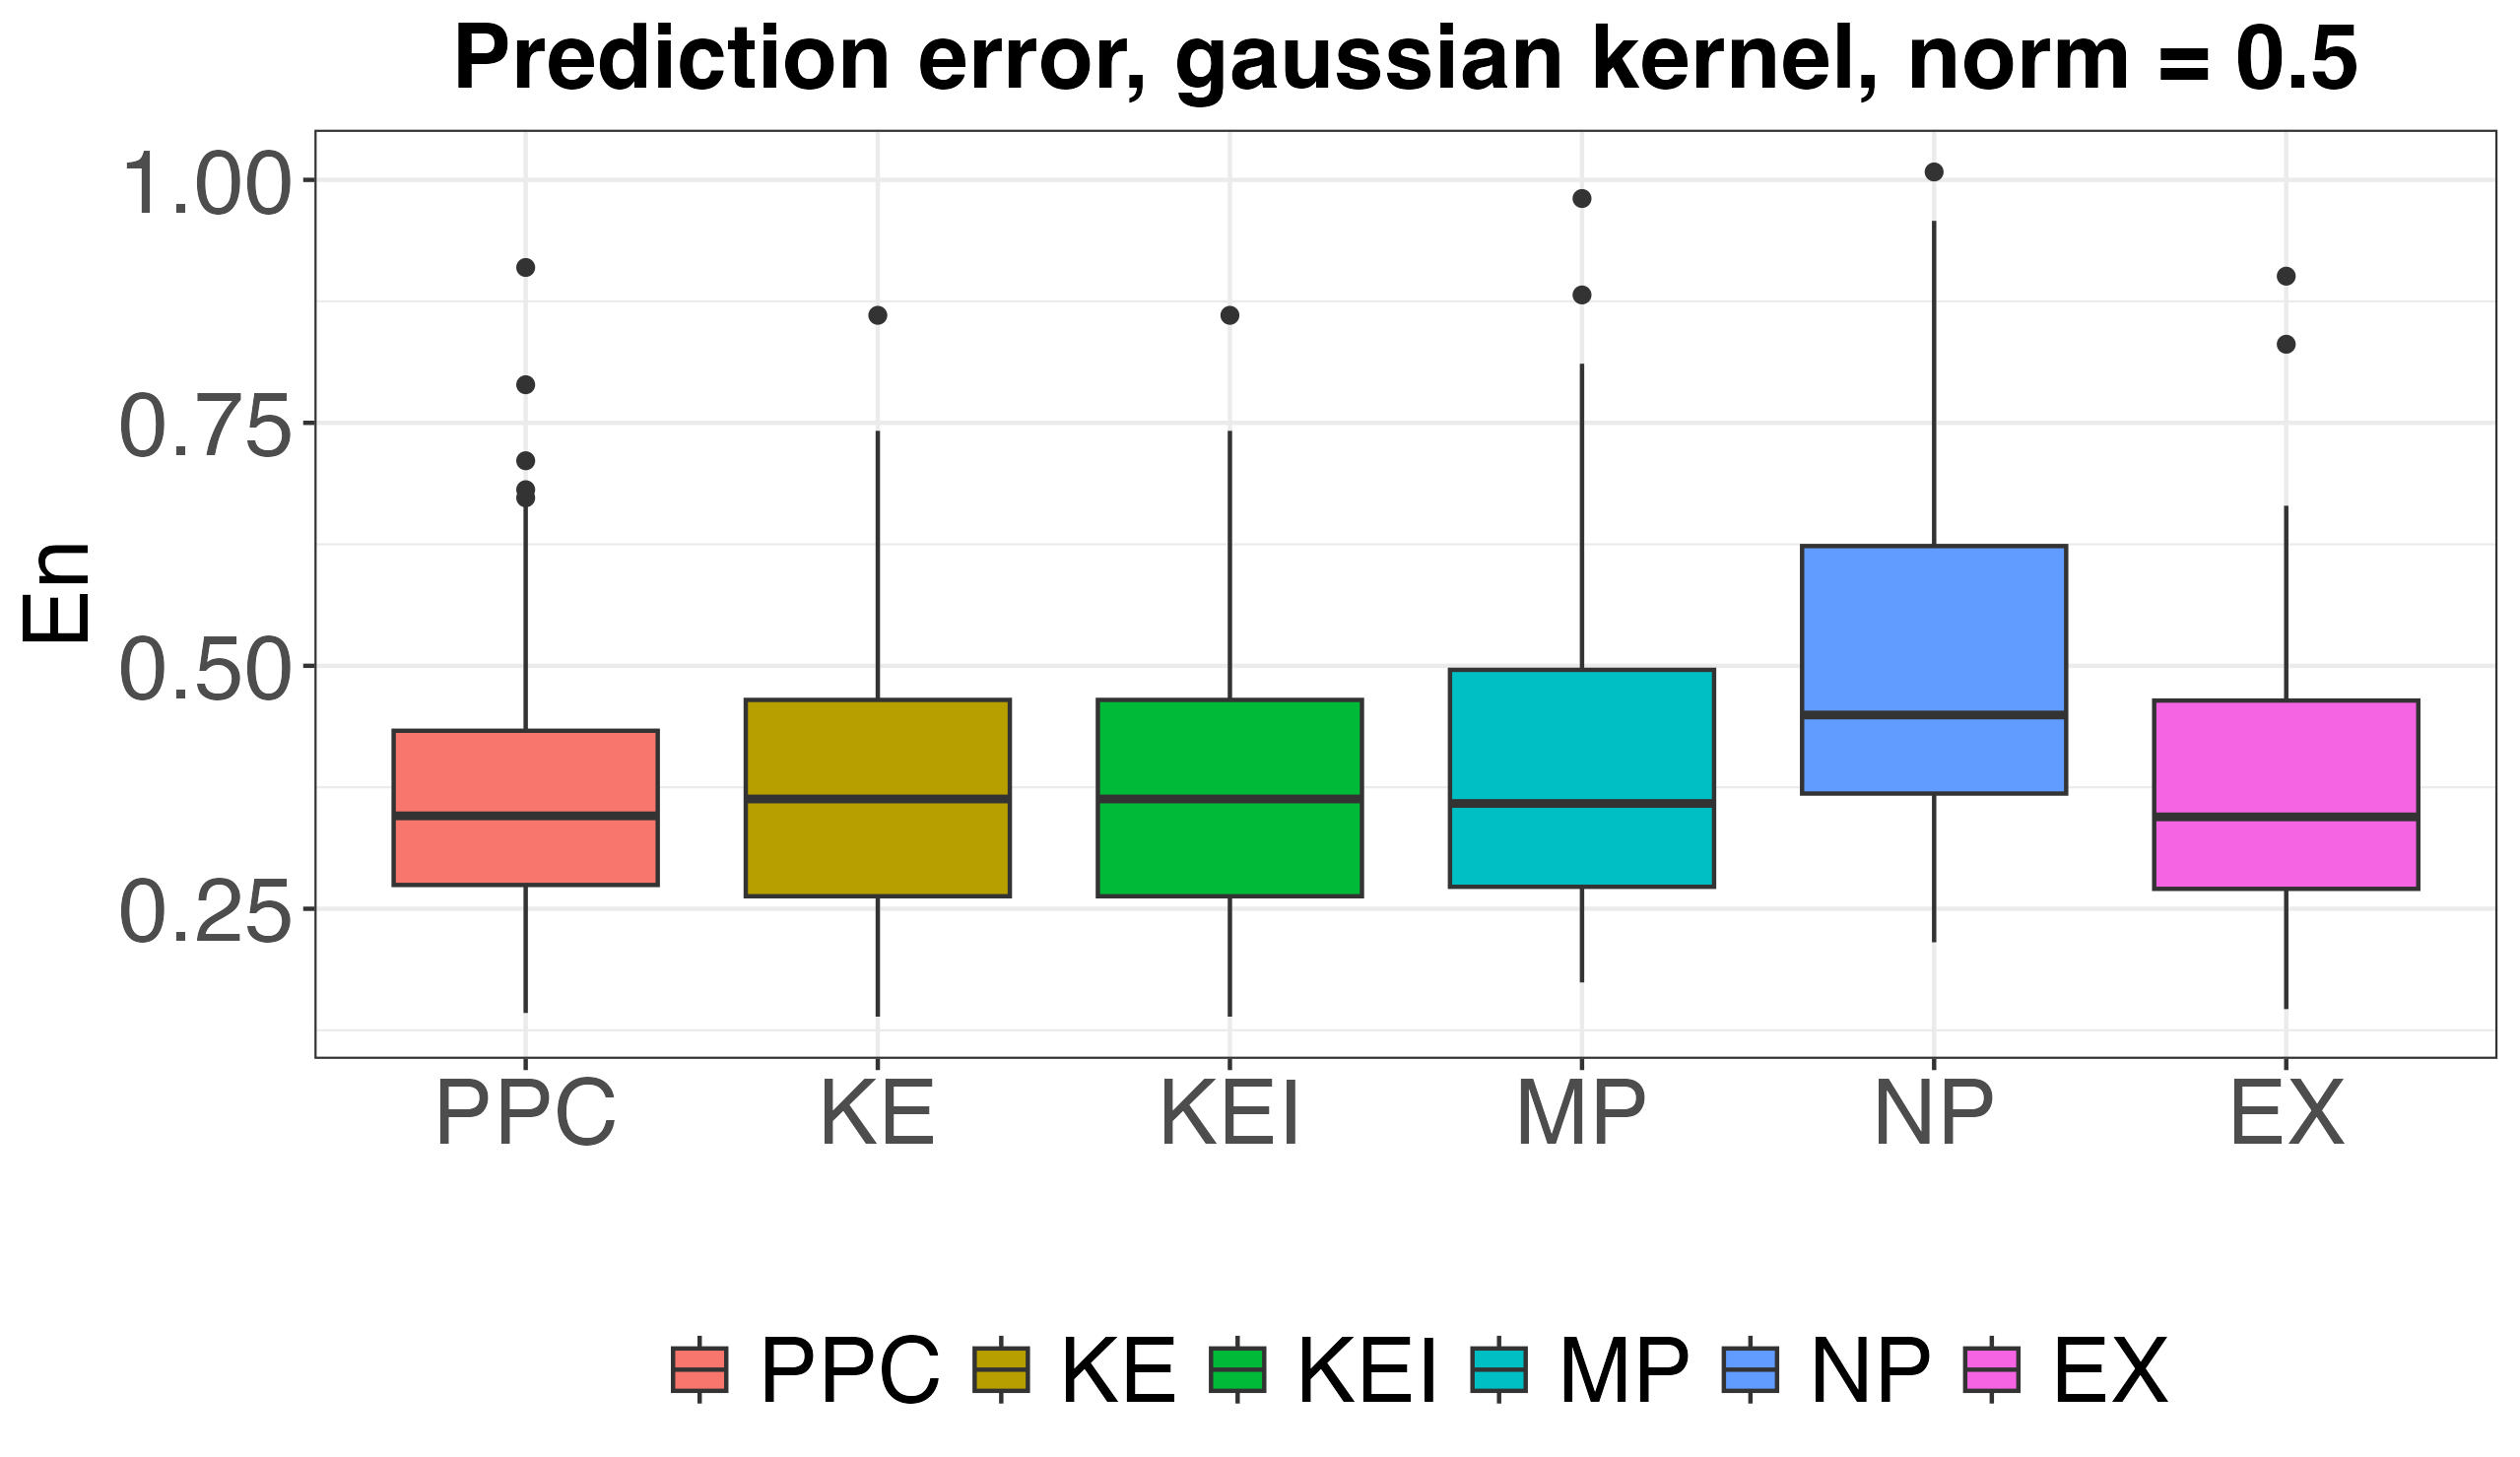 Prediction error, gaussian kernel, norm = 0.5
En
1.00
0.75
0.50
0.25
PPC KE KEI MP NP EX
PPC KE KEI MP NP EX